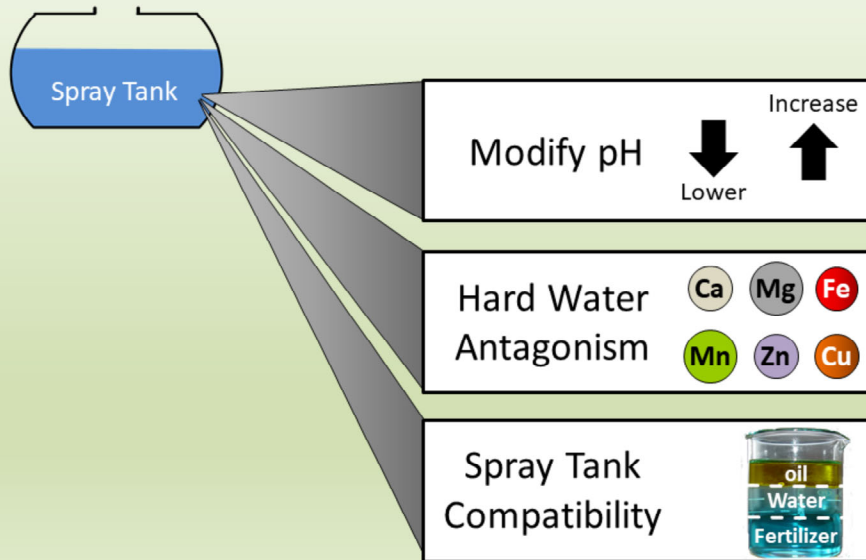 Spray Tank
Modify pH
Lower
Increase
Hard Water
Antagonism
Ca Mg Fe
Mn Zn Cu
Spray Tank
Compatibility
oil
Water
Fertilizer